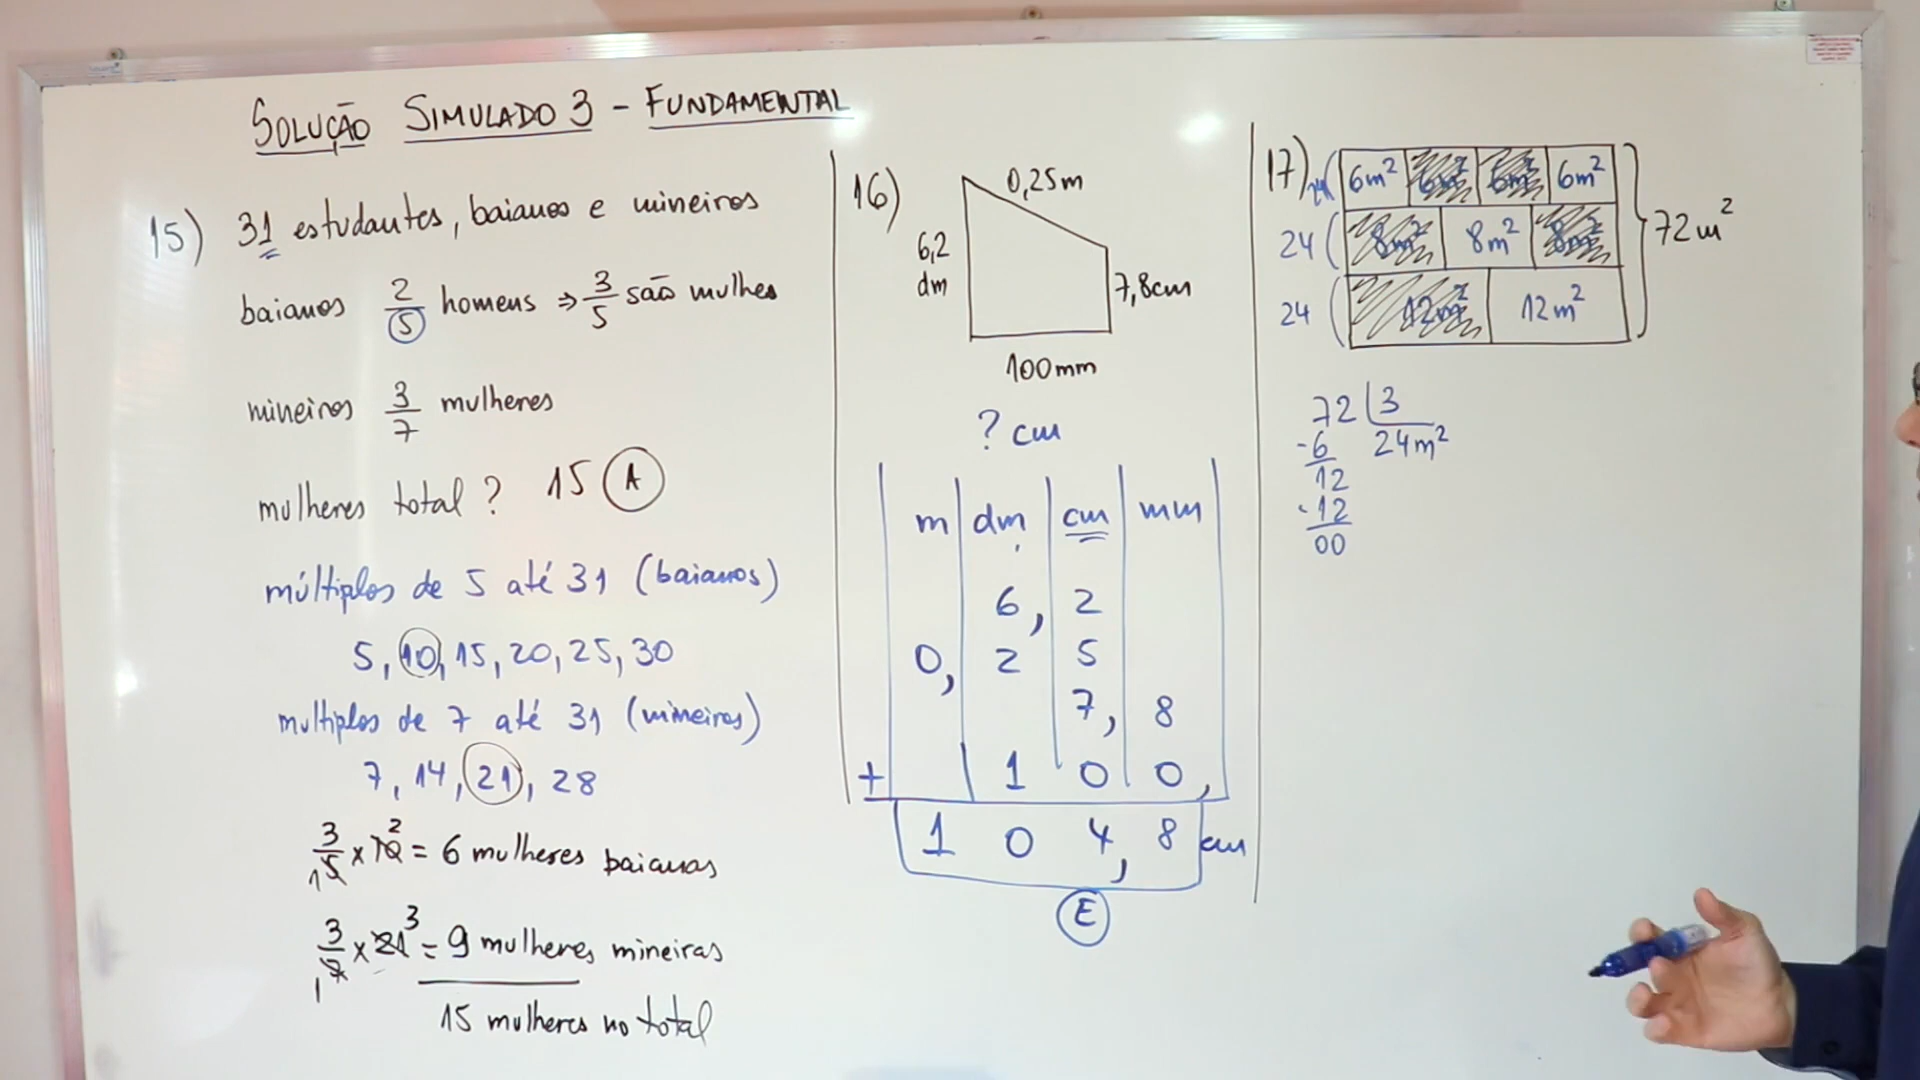 SOLUÇÃO SIMULADO 3 - FUNDAMENTAL
15) 31 estudantes, baianos e mineiros
baianos 2/5 homens ⇒ 3/5 são mulhes
mineiros 3/7 mulheres
mulheres total? 15 A
múltiplos de 5 até 31 (baianos)
5, 10, 15, 20, 25, 30
multiplos de 7 até 31 (mineiros)
7, 14, 21, 28
3/5 1 x 10 2 = 6 mulheres baianas
3/7 1 x 21 3 = 9 mulheres mineiras
15 mulheres no total
16)
0,25m
6,2
dm
7,8cm
100mm
? cm
m dm cm mm
6,2
0,25
7,8
+ 100,
104,8 cm
E
17) 24( 6m² 6m² 6m² 6m²
24( 8m² 8m² 8m² } 72m²
24( 12m² 12m²
72 | 3
-6 24m²
12
-12
00